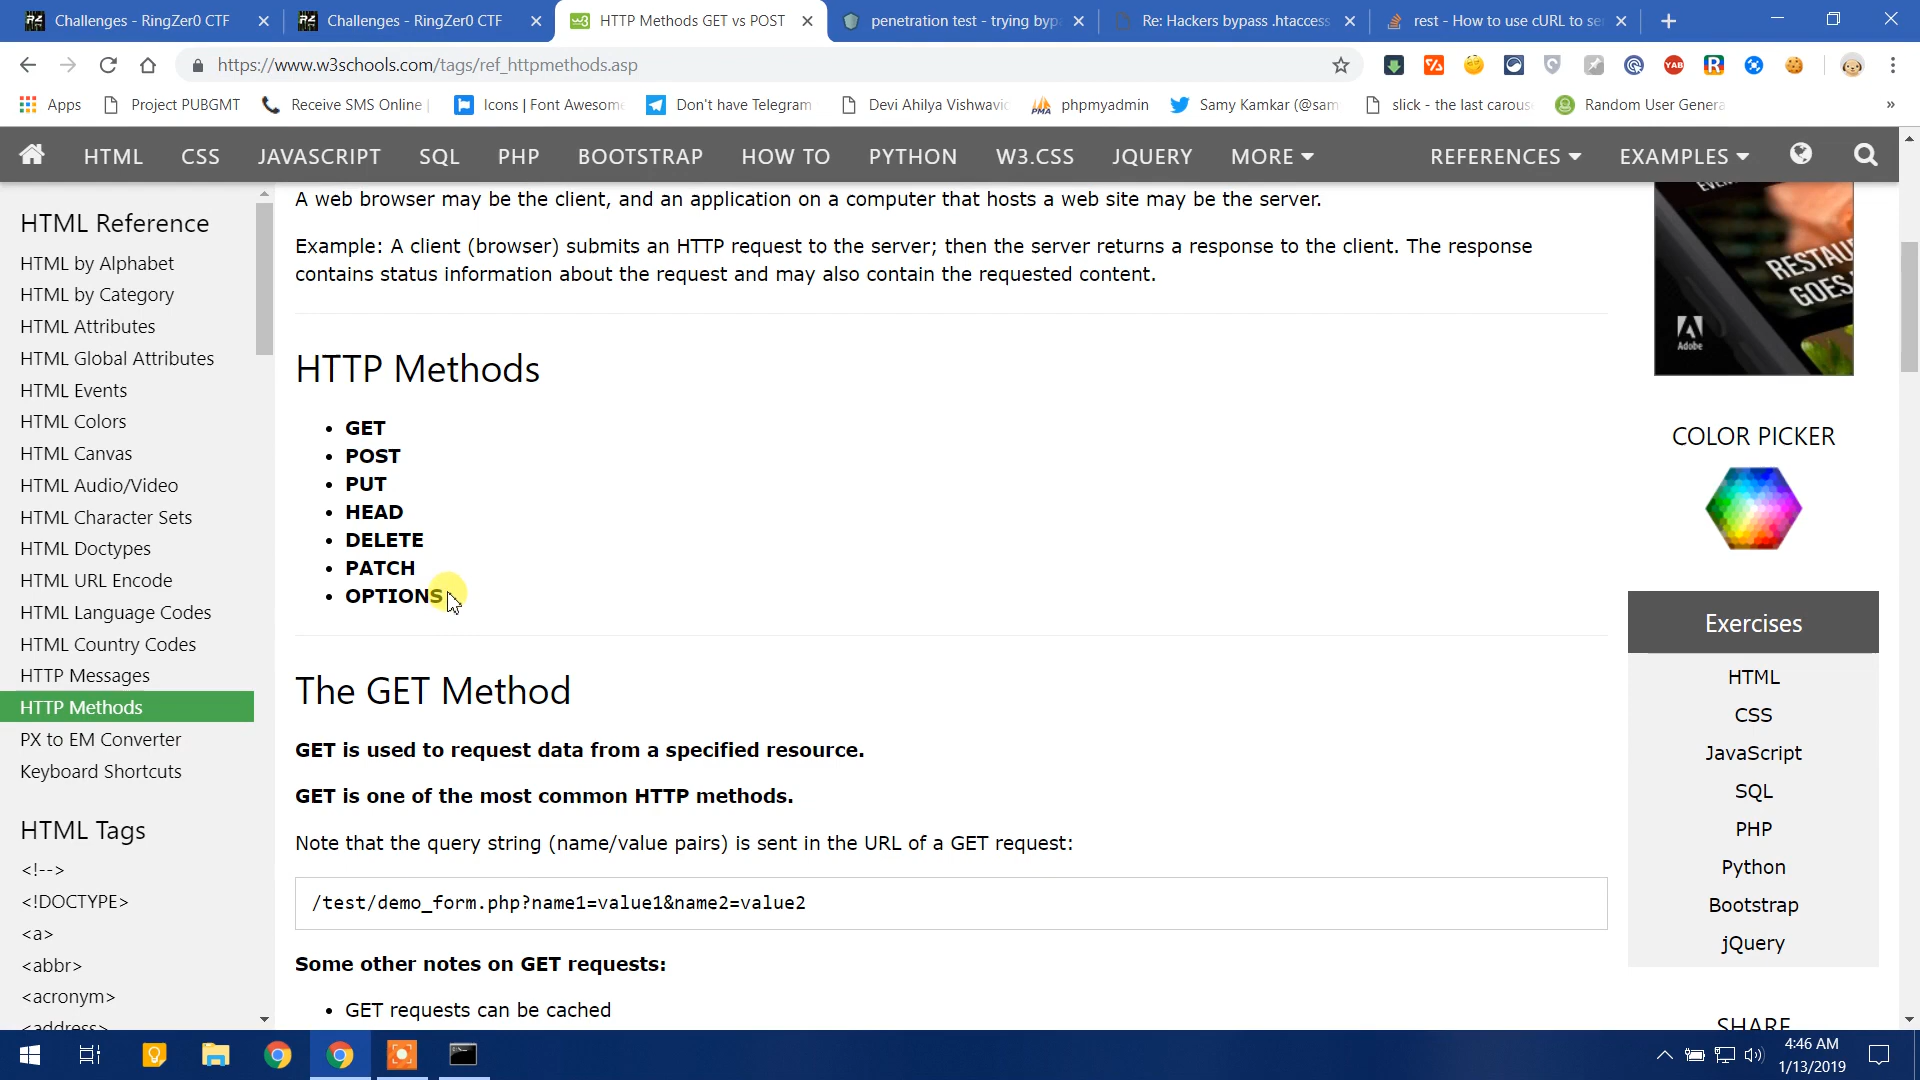 Challenges - RingZer0 CTF
Challenges - RingZer0 CTF
HTTP Methods GET vs POST
penetration test - trying byp
Re: Hackers bypass .htaccess
rest - How to use cURL to se
https://www.w3schools.com/tags/ref_httpmethods.asp
YAB
R
Apps
Project PUBGMT
Receive SMS Online |
Icons | Font Awesome
Don't have Telegram
Devi Ahilya Vishwavid
PMA
phpmyadmin
Samy Kamkar (@sam
slick - the last carous
Random User Genera
»
HTML CSS JAVASCRIPT SQL PHP BOOTSTRAP HOW TO PYTHON W3.CSS JQUERY MORE REFERENCES EXAMPLES
HTML Reference
HTML by Alphabet
HTML by Category
HTML Attributes
HTML Global Attributes
HTML Events
HTML Colors
HTML Canvas
HTML Audio/Video
HTML Character Sets
HTML Doctypes
HTML URL Encode
HTML Language Codes
HTML Country Codes
HTTP Messages
HTTP Methods
PX to EM Converter
Keyboard Shortcuts
HTML Tags
<!-->
<!DOCTYPE>
<a>
<abbr>
<acronym>
<address>
A web browser may be the client, and an application on a computer that hosts a web site may be the server.
Example: A client (browser) submits an HTTP request to the server; then the server returns a response to the client. The response
contains status information about the request and may also contain the requested content.
HTTP Methods
• GET
• POST
• PUT
• HEAD
• DELETE
• PATCH
• OPTIONS
The GET Method
GET is used to request data from a specified resource.
GET is one of the most common HTTP methods.
Note that the query string (name/value pairs) is sent in the URL of a GET request:
/test/demo_form.php?name1=value1&name2=value2
Some other notes on GET requests:
• GET requests can be cached
RESTAU
GOES
Adobe
COLOR PICKER
Exercises
HTML
CSS
JavaScript
SQL
PHP
Python
Bootstrap
jQuery
SHARE
4:46 AM
1/13/2019